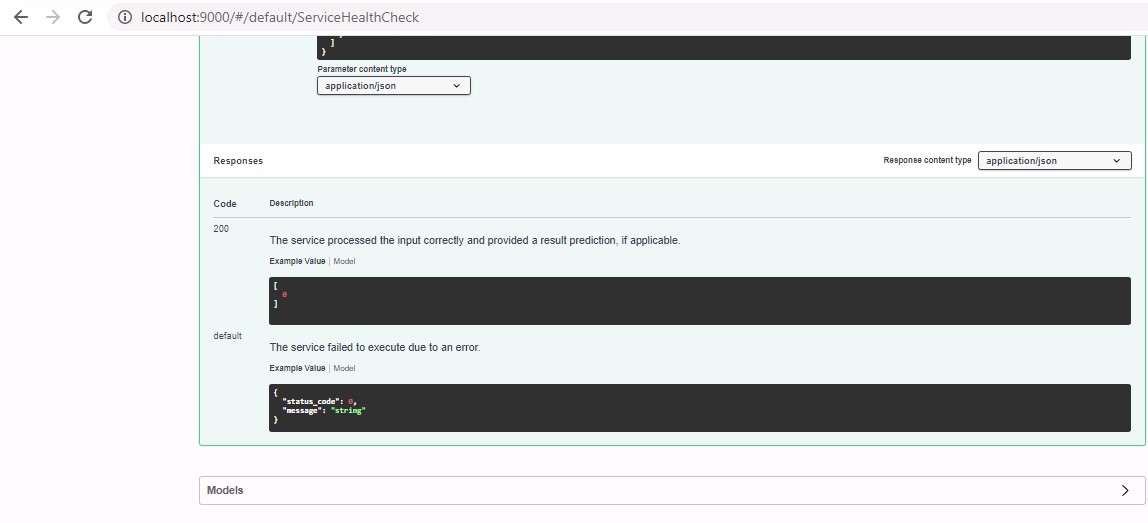 localhost:9000/#/default/ServiceHealthCheck
]
}
Parameter content type
application/json
Responses
Response content type
application/json
Code
Description
200
The service processed the input correctly and provided a result prediction, if applicable.
Example Value | Model
[
0
]
default
The service failed to execute due to an error.
Example Value | Model
{
"status_code": 0,
"message": "string"
}
Models